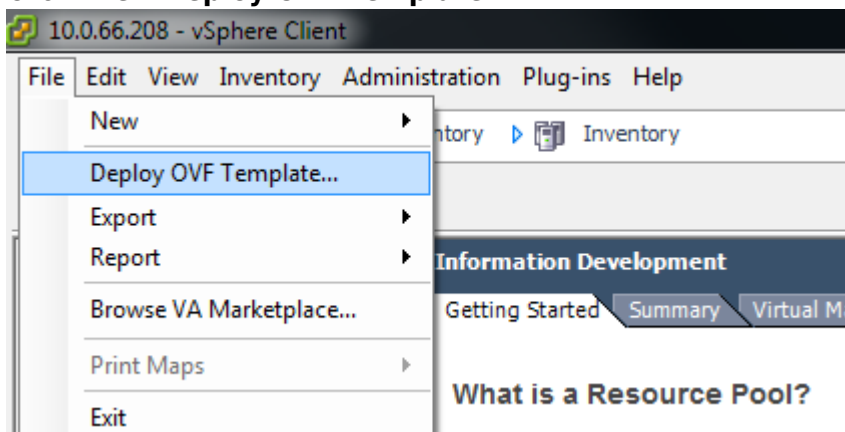 10.0.66.208 - vSphere Client
File Edit View Inventory Administration Plug-ins Help
New
Inventory
Deploy OVF Template...
Export
Report
Information Development
Browse VA Marketplace...
Getting Started Summary Virtual
Print Maps
What is a Resource Pool?
Exit